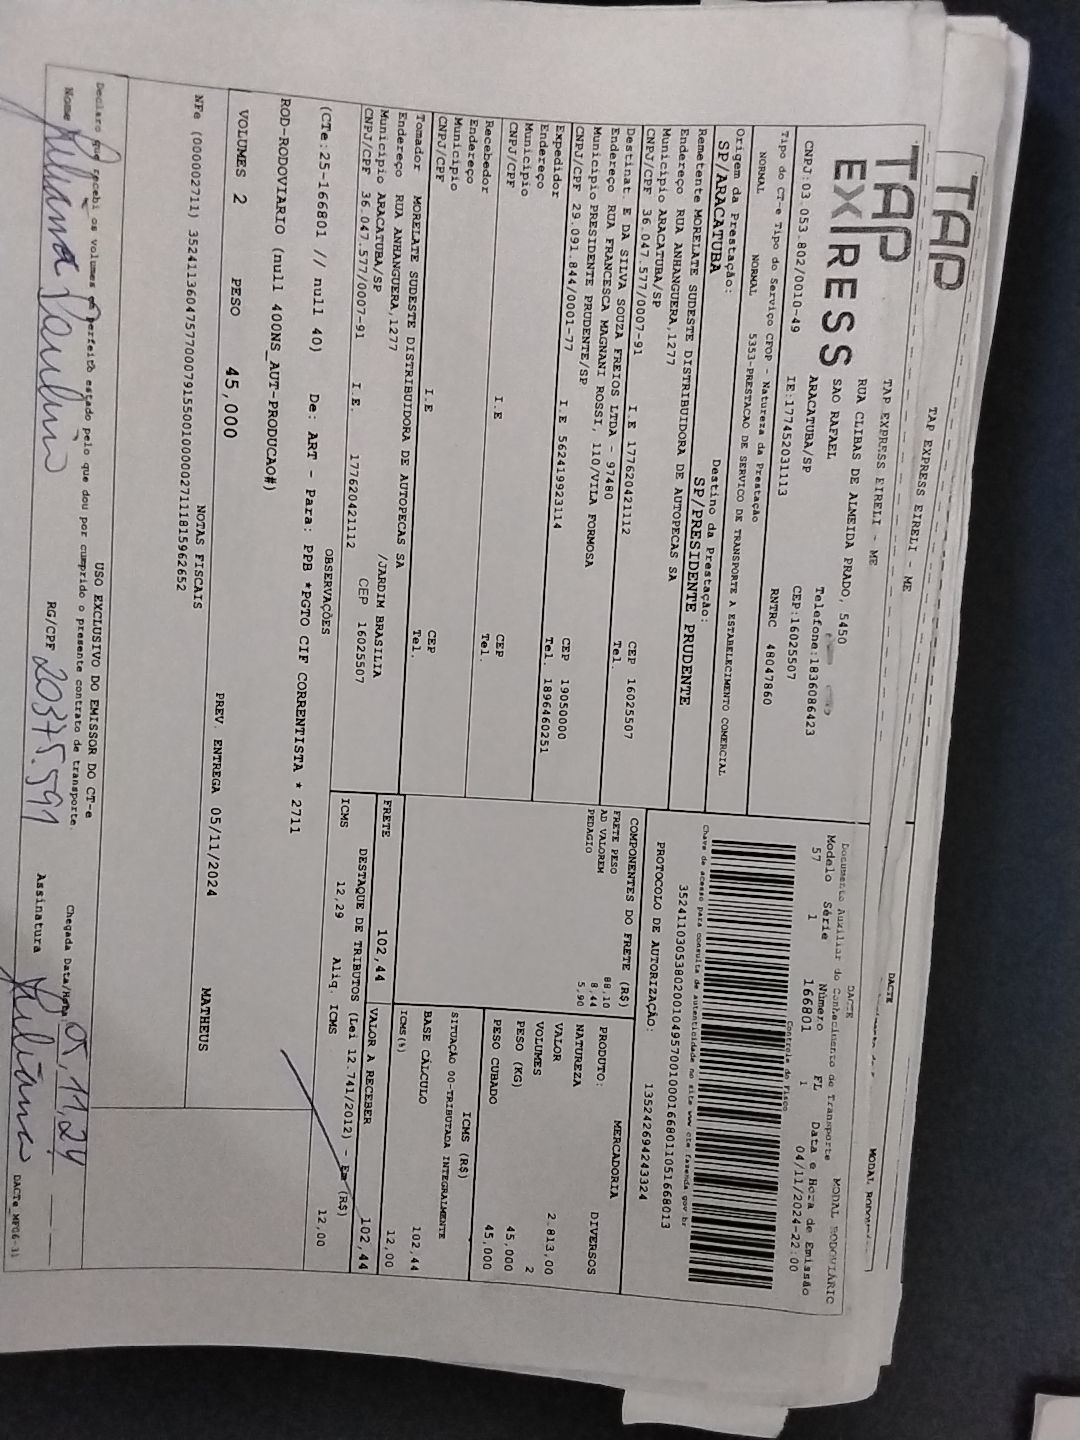 TAP
TAP EXPRESS EIRELI - ME
DACTE
TAP
EXPRESS
TAP EXPRESS EIRELI - ME
RUA CLIBAS DE ALMEIDA PRADO, 5450
SAO RAFAEL
ARACATUBA/SP
Telefone:1836086423
CEP:16025507
CNPJ:03.053.802/0010-49
IE:177452031113
RNTRC 48047860
DACTE
Documento Auxiliar do Conhecimento de Transporte
MODAL RODOVIÁRIO
Modelo Série Número FL Data e Hora de Emissão
57 1 166801 1 04/11/2024-22:00
Controle do Fisco
Chave de acesso para consulta de autenticidade no site www cte fazenda gov br
35241103053802001049570010001668011051668013
PROTOCOLO DE AUTORIZAÇÃO: 135242694243324
Tipo do CT-e Tipo do Serviço CFOP - Natureza da Prestação
NORMAL NORMAL 5353-PRESTACAO DE SERVICO DE TRANSPORTE A ESTABELECIMENTO COMERCIAL
Origem da Prestação: Destino da Prestação:
SP/ARACATUBA SP/PRESIDENTE PRUDENTE
Remetente MORELATE SUDESTE DISTRIBUIDORA DE AUTOPECAS SA
Endereço RUA ANHANGUERA,1277
Município ARACATUBA/SP CEP 16025507
CNPJ/CPF 36.047.577/0007-91 I.E 177620421112 Tel.
Destinat. E DA SILVA SOUZA FREIOS LTDA - 97480
Endereço RUA FRANCESCA MAGNANI ROSSI, 110/VILA FORMOSA
Município PRESIDENTE PRUDENTE/SP CEP 19050000
CNPJ/CPF 29.091.844/0001-77 I.E 562419923114 Tel. 1896460251
Expedidor
Endereço
Município CEP
CNPJ/CPF I.E Tel.
Recebedor
Endereço
Município CEP
CNPJ/CPF I.E Tel.
Tomador MORELATE SUDESTE DISTRIBUIDORA DE AUTOPECAS SA
Endereço RUA ANHANGUERA,1277 /JARDIM BRASILIA
Município ARACATUBA/SP CEP 16025507
CNPJ/CPF 36.047.577/0007-91 I.E. 177620421112
COMPONENTES DO FRETE (R$)
FRETE PESO 88,10
AD VALOREM 8,44
PEDAGIO 5,90
PRODUTO: MERCADORIA
NATUREZA DIVERSOS
VALOR 2.813,00
VOLUMES 2
PESO (KG) 45,000
PESO CUBADO 45,000
ICMS (R$)
SITUAÇÃO 00-TRIBUTADA INTEGRALMENTE
BASE CÁLCULO 102,44
ICMS(%) 12,00
FRETE 102,44 VALOR A RECEBER 102,44
DESTAQUE DE TRIBUTOS (Lei 12.741/2012) - Em (R$)
ICMS 12,29 Aliq. ICMS 12,00
OBSERVAÇÕES
(CTe:25-166801 // null 40) De: ART - Para: PPB *PGTO CIF CORRENTISTA * 2711
ROD-RODOVIARIO (null 400NS_AUT-PRODUCAO#)
VOLUMES 2 PESO 45,000 PREV. ENTREGA 05/11/2024 MATHEUS
NOTAS FISCAIS
NFe (000002711) 35241136047577000791550010000027111815962652
USO EXCLUSIVO DO EMISSOR DO CT-e
Declaro que recebi os volumes em perfeito estado pelo que dou por cumprido o presente contrato de transporte.
Nome Juliana Paulino RG/CPF 20375.591 Chegada Data/Hora 05,11,24
Assinatura Juliana
DACTe_MP06-11